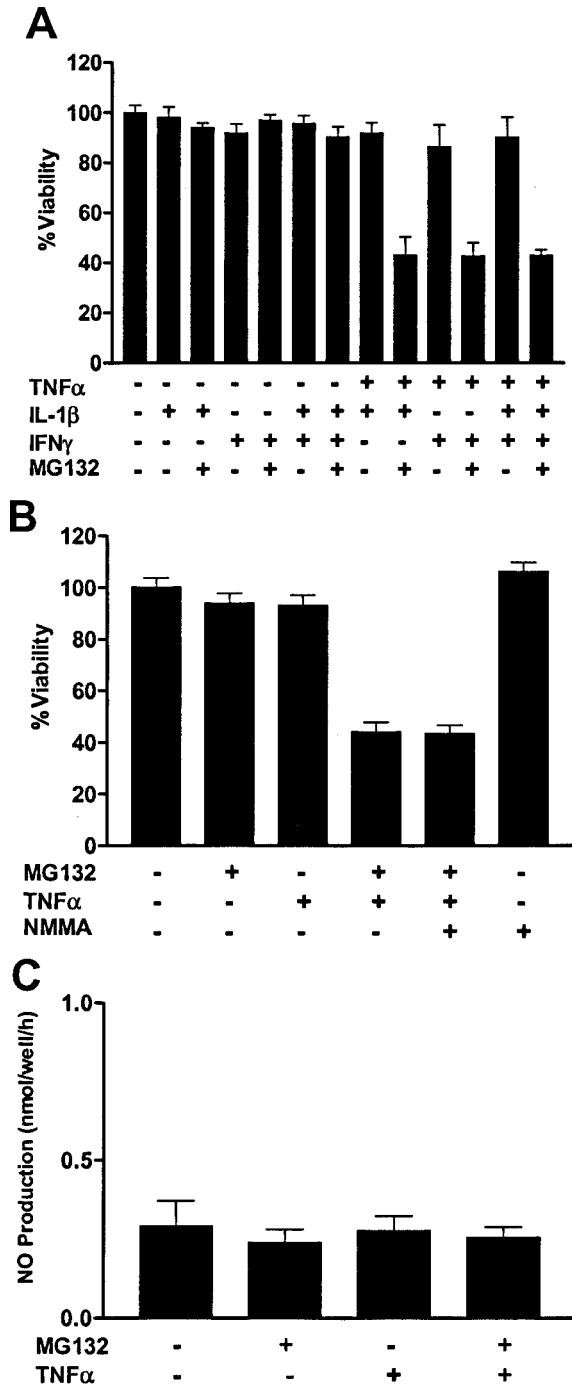 A
120
100
80
60
40
20
0
%Viability
TNFα - - - - - - - + + + + + +
IL-1β - + + - - + + + + - - + +
IFNγ - - - + + + + - - + + + +
MG132 - - + - + - + - + - + - +
B
120
100
80
60
40
20
0
%Viability
MG132 - + - + + -
TNFα - - + + + -
NMMA - - - - + +
C
1.0
0.5
0.0
NO Production (nmol/well/h)
MG132 - + - +
TNFα - - + +